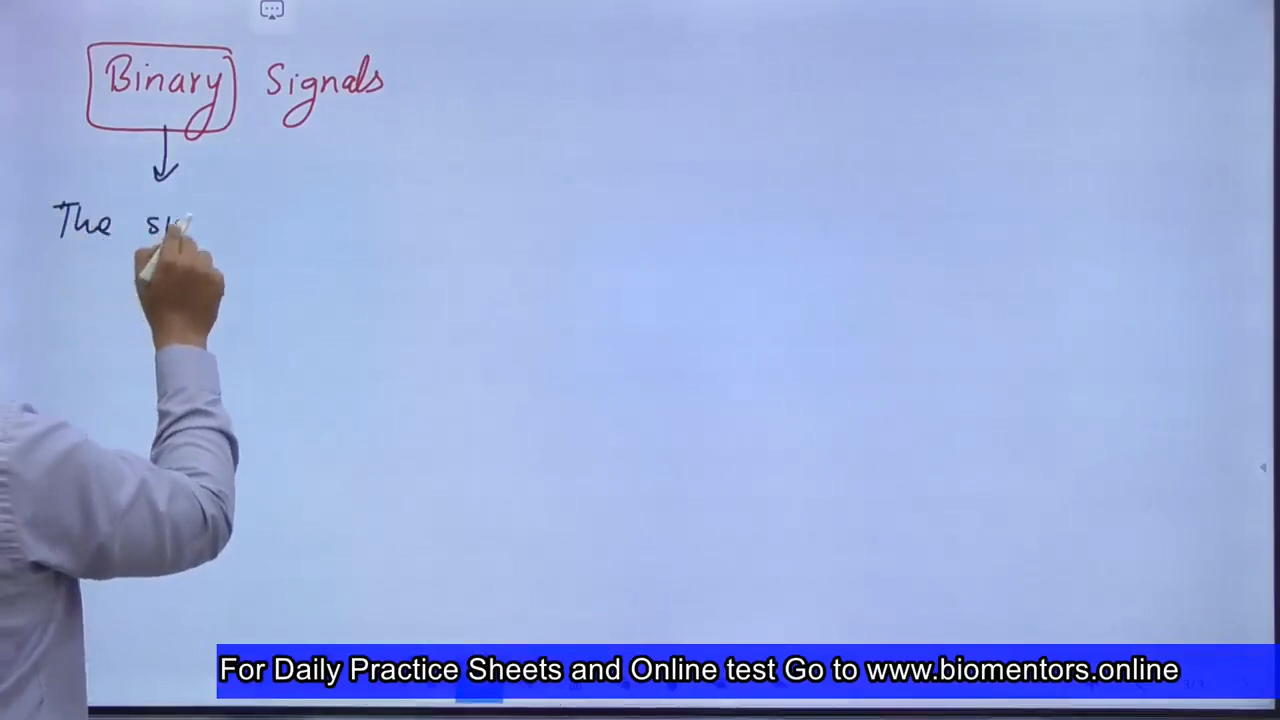 Binary Signals
The
For Daily Practice Sheets and Online test Go to www.biomentors.online